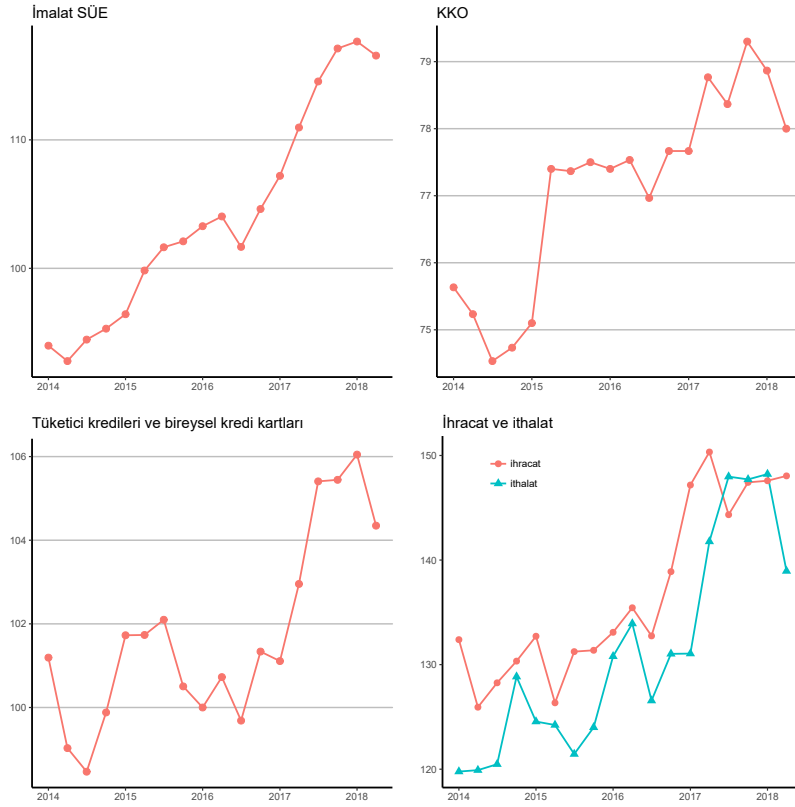 İmalat SÜE
110
100
2014 2015 2016 2017 2018
KKO
79
78
77
76
75
2014 2015 2016 2017 2018
Tüketici kredileri ve bireysel kredi kartları
106
104
102
100
2014 2015 2016 2017 2018
İhracat ve ithalat
150
140
130
120
ihracat
ithalat
2014 2015 2016 2017 2018